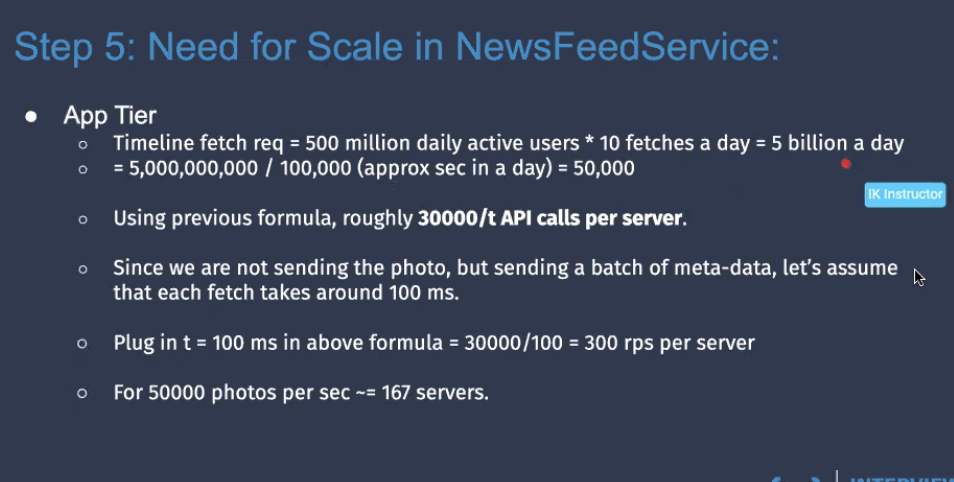 Step 5: Need for Scale in NewsFeedService:
● App Tier
○ Timeline fetch req = 500 million daily active users * 10 fetches a day = 5 billion a day
○ = 5,000,000,000 / 100,000 (approx sec in a day) = 50,000
IK Instructor
○ Using previous formula, roughly 30000/t API calls per server.
○ Since we are not sending the photo, but sending a batch of meta-data, let's assume
that each fetch takes around 100 ms.
○ Plug in t = 100 ms in above formula = 30000/100 = 300 rps per server
○ For 50000 photos per sec ~= 167 servers.